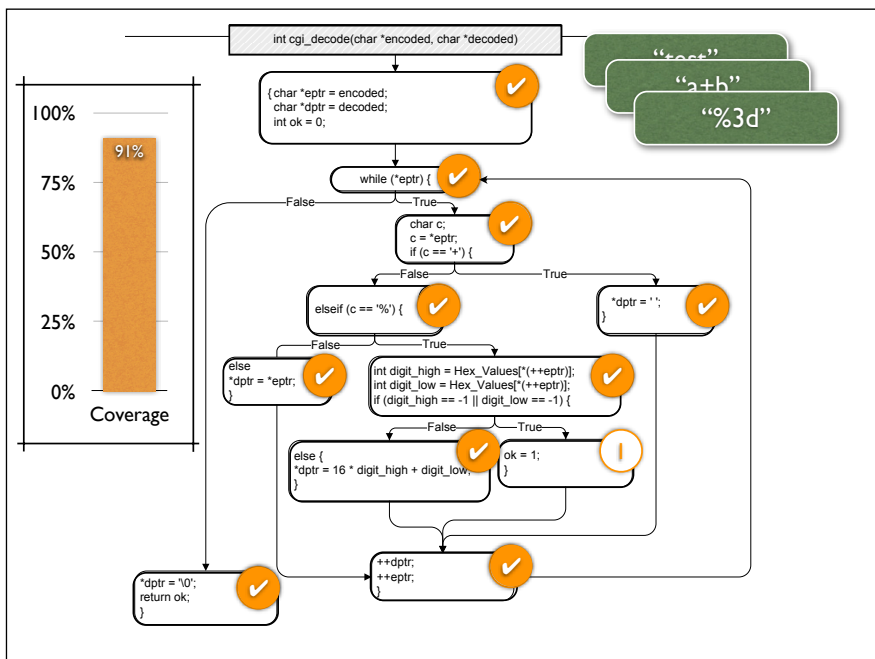 int cgi_decode(char *encoded, char *decoded)
{ char *eptr = encoded;
char *dptr = decoded;
int ok = 0;
“test”
“a+b”
“%3d”
100%
91%
75%
50%
25%
0%
Coverage
while (*eptr) {
False
True
char c;
c = *eptr;
if (c == '+') {
False
True
elseif (c == '%') {
*dptr = ' ';
}
False
True
else
*dptr = *eptr;
}
int digit_high = Hex_Values[*(++eptr)];
int digit_low = Hex_Values[*(++eptr)];
if (digit_high == -1 || digit_low == -1) {
False
True
else {
*dptr = 16 * digit_high + digit_low;
}
ok = 1;
}
1
++dptr;
++eptr;
}
*dptr = '\0';
return ok;
}